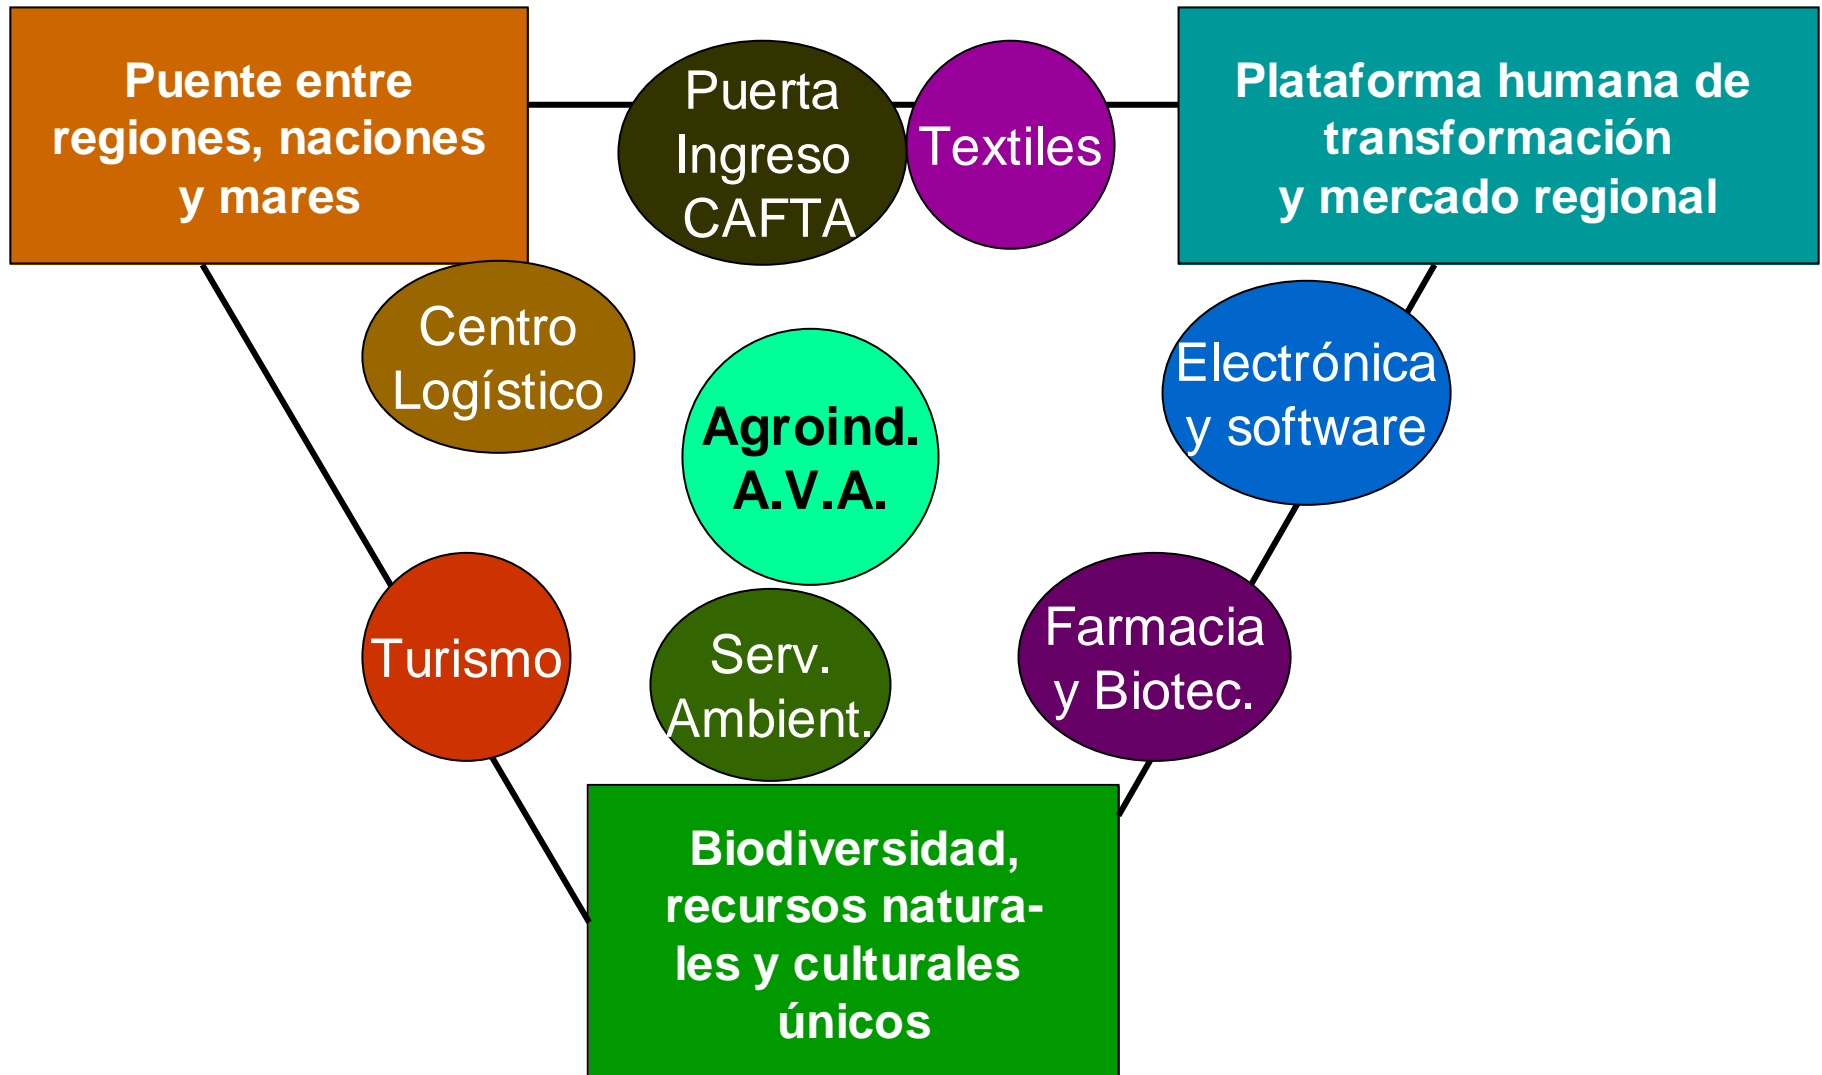 Puente entre
regiones, naciones
y mares
Puerta
Ingreso
CAFTA
Textiles
Plataforma humana de
transformación
y mercado regional
Centro
Logístico
Agroind.
A.V.A.
Electrónica
y software
Turismo
Serv.
Ambient.
Farmacia
y Biotec.
Biodiversidad,
recursos natura-
les y culturales
únicos